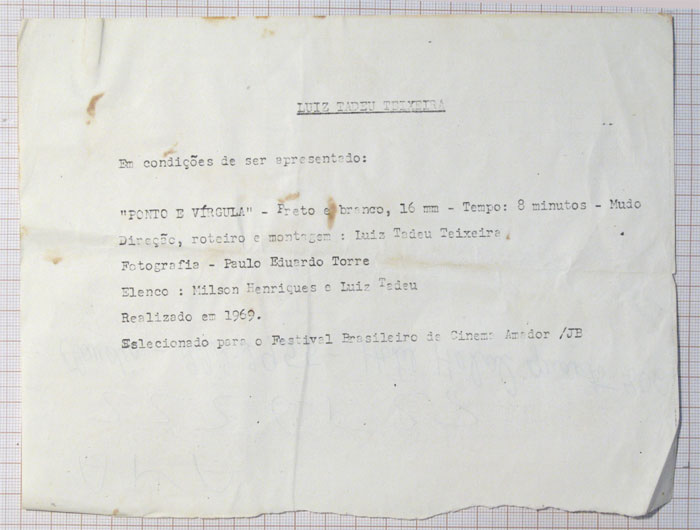 LUIZ TADEU TEIXEIRA
Em condições de ser apresentado:
"PONTO E VÍRGULA" - Preto e branco, 16 mm - Tempo: 8 minutos - Mudo
Direção, roteiro e montagem : Luiz Tadeu Teixeira
Fotografia - Paulo Eduardo Torre
Elenco : Milson Henriques e Luiz Tadeu
Realizado em 1969.
Eslecionado para o Festival Brasileiro de Cinema Amador /JB